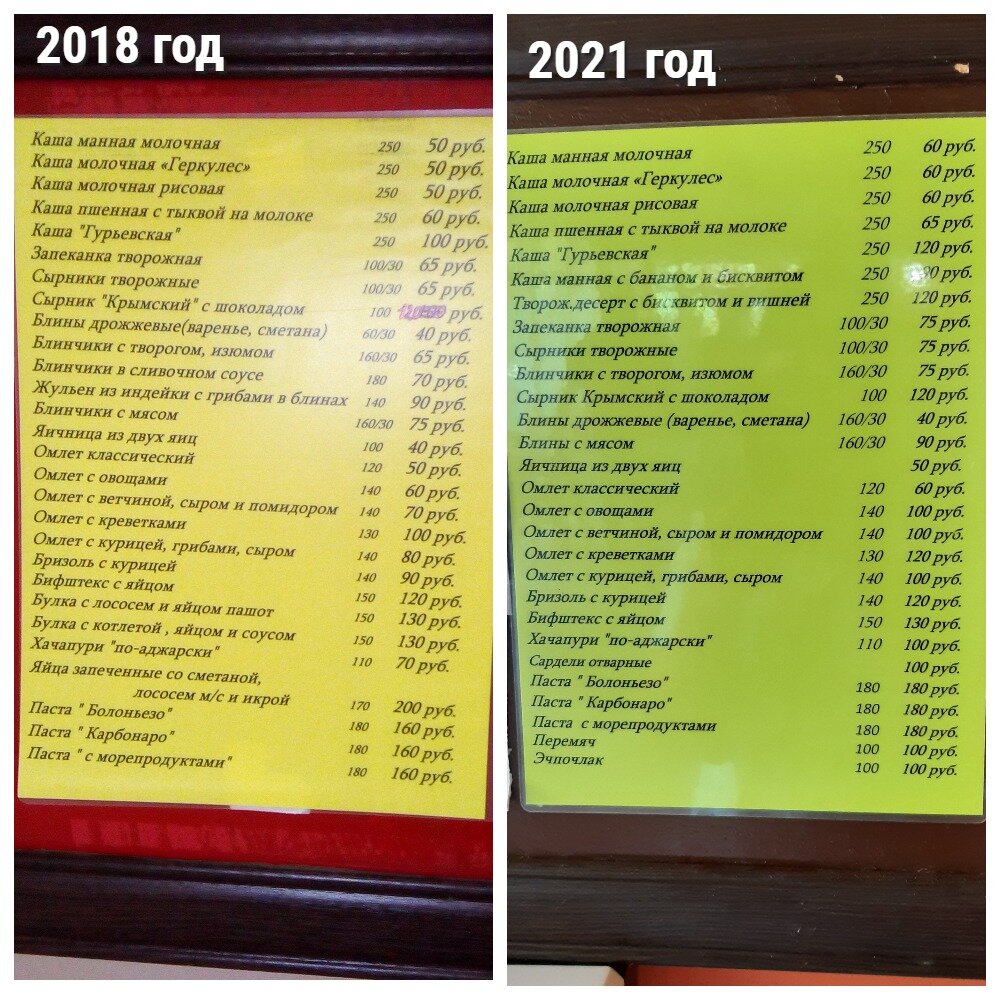 2018 год
Каша манная молочная 250 50 руб.
Каша молочная «Геркулес» 250 50 руб.
Каша молочная рисовая 250 50 руб.
Каша пшенная с тыквой на молоке 250 60 руб.
Каша "Гурьевская" 250 100 руб.
Запеканка творожная 100/30 65 руб.
Сырники творожные 100/30 65 руб.
Сырник "Крымский" с шоколадом 100 руб.
Блины дрожжевые(варенье, сметана) 60/30 40 руб.
Блинчики с творогом, изюмом 160/30 65 руб.
Блинчики в сливочном соусе 180 70 руб.
Жульен из индейки с грибами в блинах 140 90 руб.
Блинчики с мясом 160/30 75 руб.
Яичница из двух яиц 100 40 руб.
Омлет классический 120 50 руб.
Омлет с овощами 140 60 руб.
Омлет с ветчиной, сыром и помидором 140 70 руб.
Омлет с креветками 130 100 руб.
Омлет с курицей, грибами, сыром 140 80 руб.
Бризоль с курицей 140 90 руб.
Бифштекс с яйцом 150 120 руб.
Булка с лососем и яйцом пашот 150 130 руб.
Булка с котлетой , яйцом и соусом 150 130 руб.
Хачапури "по-аджарски" 110 70 руб.
Яйца запеченные со сметаной,
лососем м/с и икрой 170 200 руб.
Паста " Болоньезо" 180 160 руб.
Паста " Карбонаро" 180 160 руб.
Паста " с морепродуктами" 180 160 руб.
2021 год
Каша манная молочная 250 60 руб.
Каша молочная «Геркулес» 250 60 руб.
Каша молочная рисовая 250 60 руб.
Каша пшенная с тыквой на молоке 250 65 руб.
Каша "Гурьевская" 250 120 руб.
Каша манная с бананом и бисквитом 250 руб.
Творож.десерт с бисквитом и вишней 250 120 руб.
Запеканка творожная 100/30 75 руб.
Сырники творожные 100/30 75 руб.
Блинчики с творогом, изюмом 160/30 75 руб.
Сырник Крымский с шоколадом 100 120 руб.
Блины дрожжевые (варенье, сметана) 160/30 40 руб.
Блины с мясом 160/30 90 руб.
Яичница из двух яиц 50 руб.
Омлет классический 120 60 руб.
Омлет с овощами 140 100 руб.
Омлет с ветчиной, сыром и помидором 140 100 руб.
Омлет с креветками 130 120 руб.
Омлет с курицей, грибами, сыром 140 100 руб.
Бризоль с курицей 140 120 руб.
Бифштекс с яйцом 150 130 руб.
Хачапури "по-аджарски" 110 100 руб.
Сардели отварные 100 руб.
Паста " Болоньезо" 180 180 руб.
Паста " Карбонаро" 180 180 руб.
Паста с морепродуктами 180 180 руб.
Перемяч 100 100 руб.
Эчпочлак 100 100 руб.